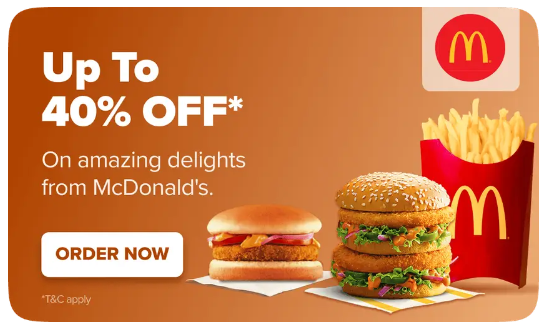 Up To
40% OFF*
On amazing delights
from McDonald's.
ORDER NOW
*T&C apply